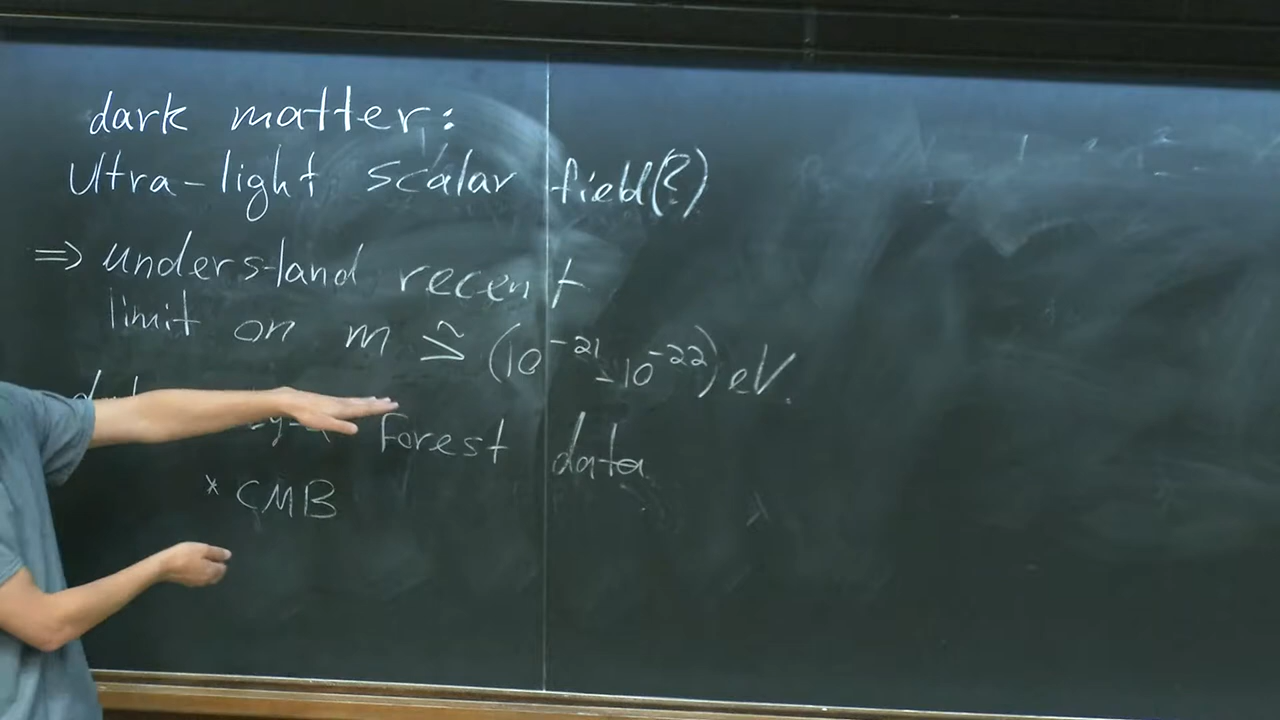 dark matter:
Ultra-light scalar field(?)
=> understand recent
limit on m ≳ (10^-21 - 10^-22) eV.
Forest data
* CMB